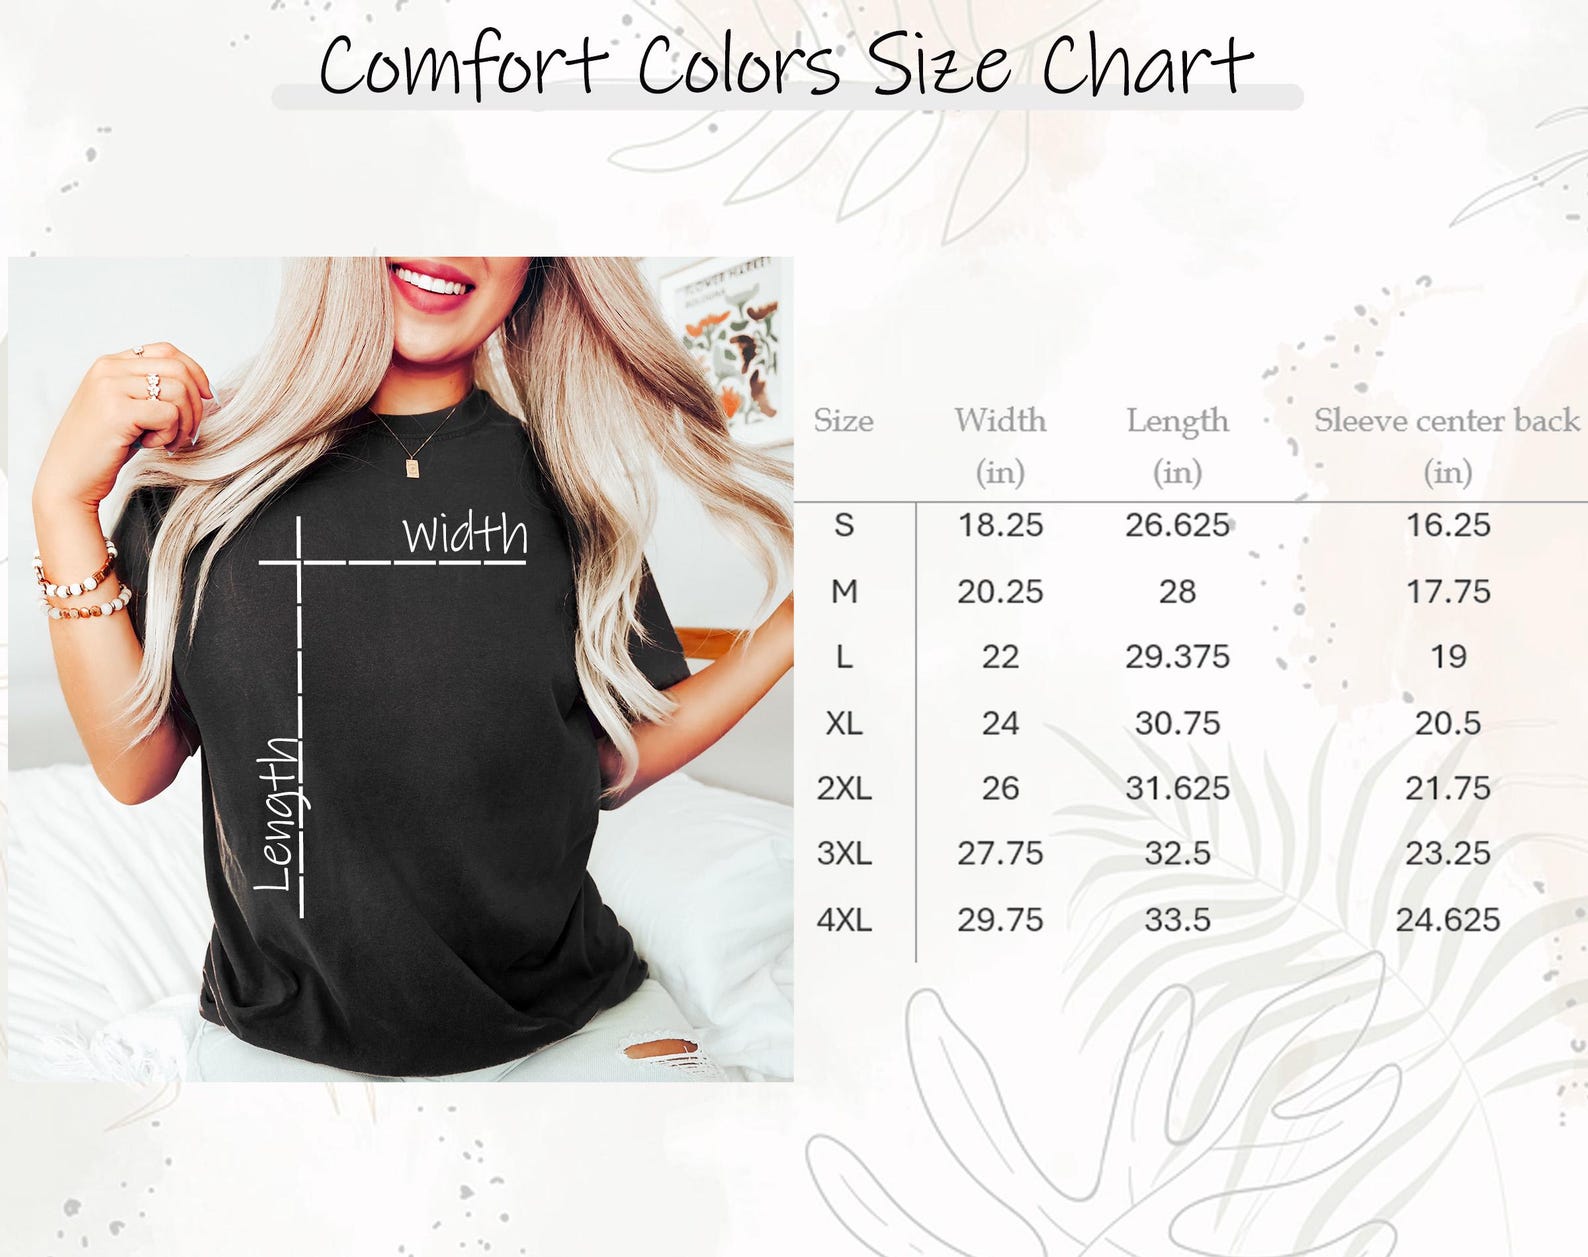 Comfort Colors Size Chart
FLOWER MARKET
width
Length
Size Width Length Sleeve center back
(in) (in) (in)
S 18.25 26.625 16.25
M 20.25 28 17.75
L 22 29.375 19
XL 24 30.75 20.5
2XL 26 31.625 21.75
3XL 27.75 32.5 23.25
4XL 29.75 33.5 24.625